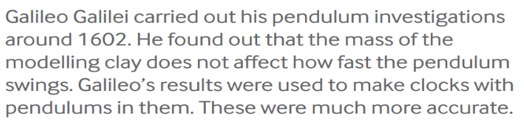 Galileo Galilei carried out his pendulum investigations
around 1602. He found out that the mass of the
modelling clay does not affect how fast the pendulum
swings. Galileo’s results were used to make clocks with
pendulums in them. These were much more accurate.